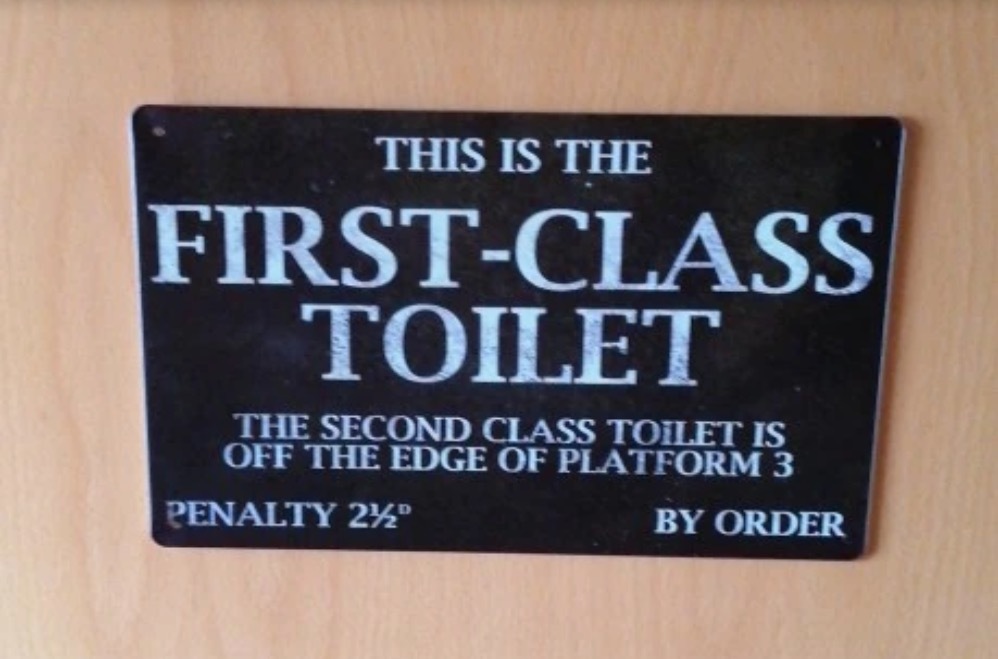 THIS IS THE
FIRST-CLASS
TOILET
THE SECOND CLASS TOILET IS
OFF THE EDGE OF PLATFORM 3
PENALTY 2½ᴰ BY ORDER